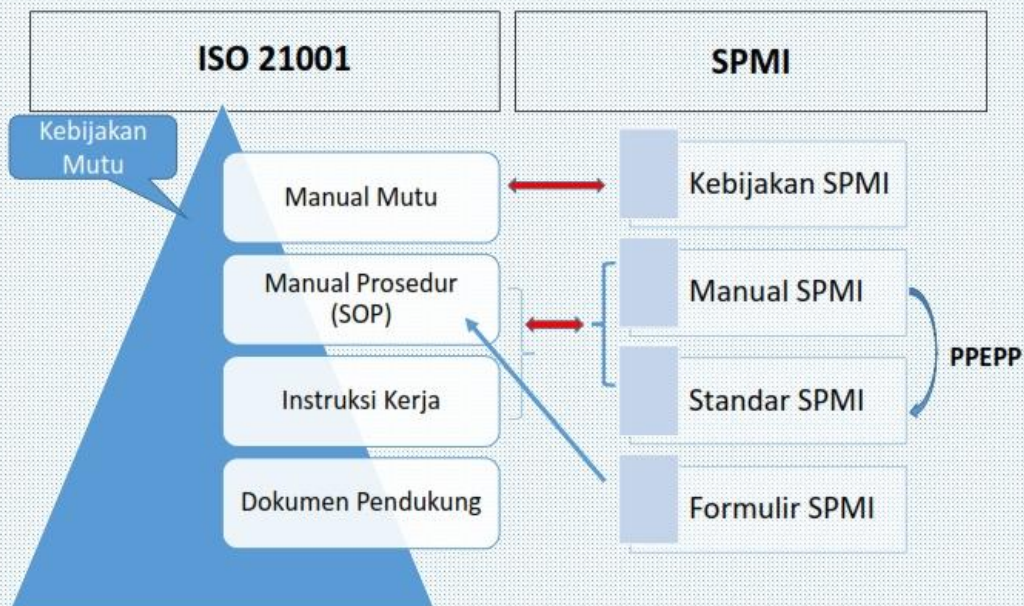 ISO 21001
SPMI
Kebijakan
Mutu
Manual Mutu
Kebijakan SPMI
Manual Prosedur
(SOP)
Manual SPMI
PPEPP
Instruksi Kerja
Standar SPMI
Dokumen Pendukung
Formulir SPMI